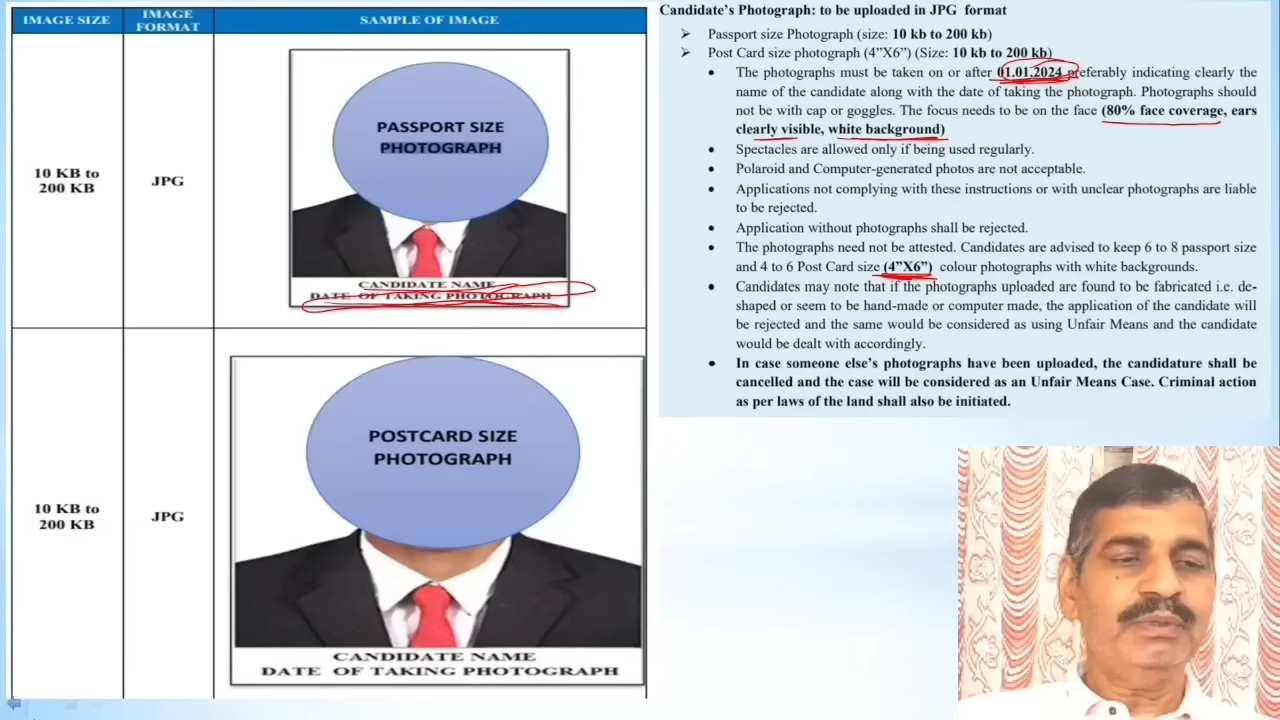 IMAGE SIZE
IMAGE
FORMAT
SAMPLE OF IMAGE
10 KB to
200 KB
JPG
PASSPORT SIZE
PHOTOGRAPH
CANDIDATE NAME
DATE OF TAKING PHOTOGRAPH
10 KB to
200 KB
JPG
POSTCARD SIZE
PHOTOGRAPH
CANDIDATE NAME
DATE OF TAKING PHOTOGRAPH
Candidate's Photograph: to be uploaded in JPG format
➢ Passport size Photograph (size: 10 kb to 200 kb)
➢ Post Card size photograph (4”X6”) (Size: 10 kb to 200 kb)
• The photographs must be taken on or after 01.01.2024 preferably indicating clearly the
name of the candidate along with the date of taking the photograph. Photographs should
not be with cap or goggles. The focus needs to be on the face (80% face coverage, ears
clearly visible, white background)
• Spectacles are allowed only if being used regularly.
• Polaroid and Computer-generated photos are not acceptable.
• Applications not complying with these instructions or with unclear photographs are liable
to be rejected.
• Application without photographs shall be rejected.
• The photographs need not be attested. Candidates are advised to keep 6 to 8 passport size
and 4 to 6 Post Card size (4”X6”) colour photographs with white backgrounds.
• Candidates may note that if the photographs uploaded are found to be fabricated i.e. de-
shaped or seem to be hand-made or computer made, the application of the candidate will
be rejected and the same would be considered as using Unfair Means and the candidate
would be dealt with accordingly.
• In case someone else's photographs have been uploaded, the candidature shall be
cancelled and the case will be considered as an Unfair Means Case. Criminal action
as per laws of the land shall also be initiated.